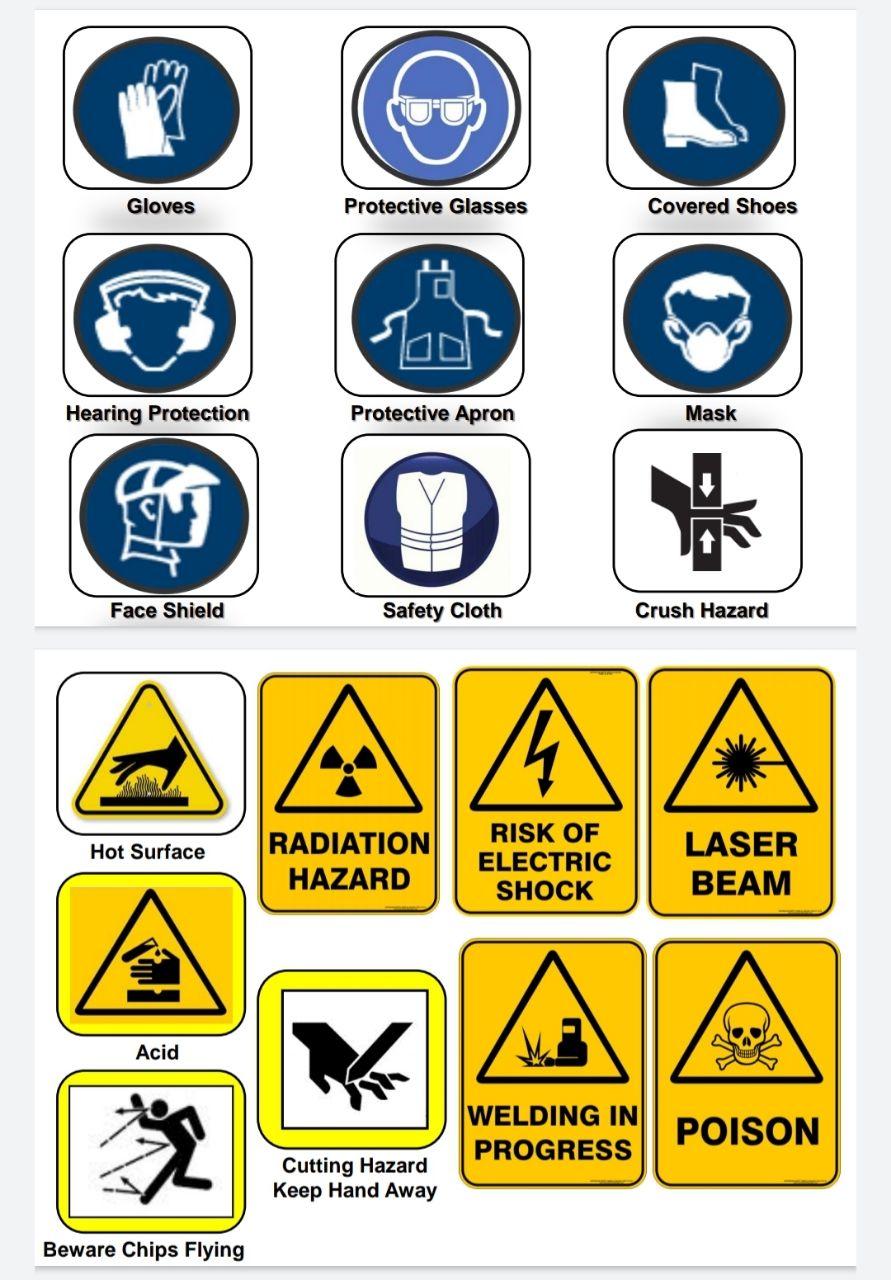 Gloves
Protective Glasses
Covered Shoes
Hearing Protection
Protective Apron
Mask
Face Shield
Safety Cloth
Crush Hazard
Hot Surface
RADIATION
HAZARD
RISK OF
ELECTRIC
SHOCK
LASER
BEAM
Acid
Cutting Hazard
Keep Hand Away
WELDING IN
PROGRESS
POISON
Beware Chips Flying